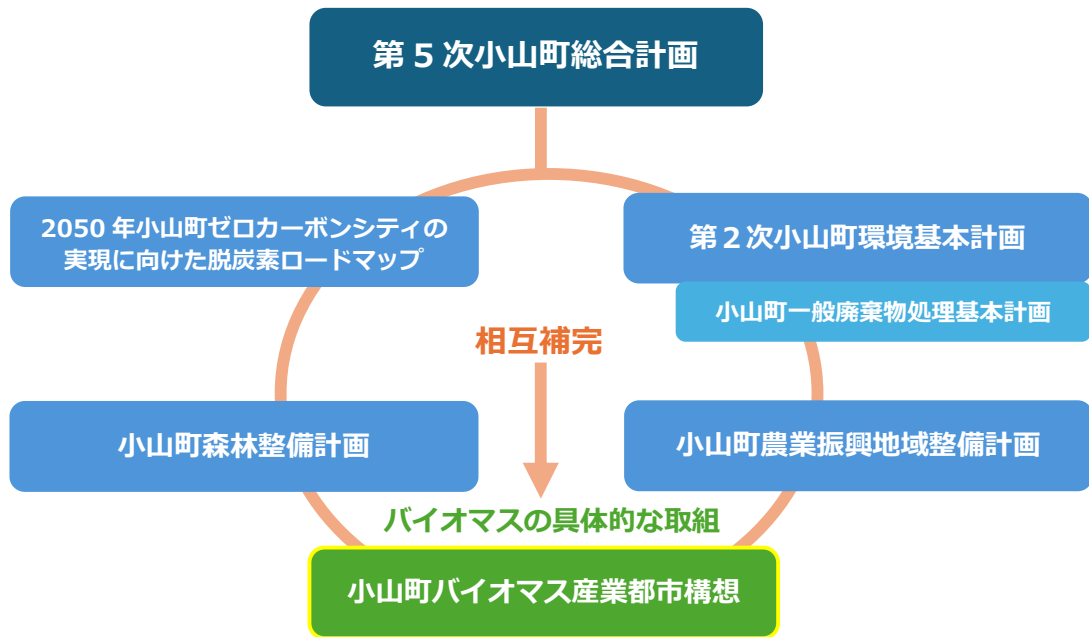 第5次小山町総合計画
2050年小山町ゼロカーボンシティの
実現に向けた脱炭素ロードマップ
第2次小山町環境基本計画
小山町一般廃棄物処理基本計画
相互補完
小山町森林整備計画
小山町農業振興地域整備計画
バイオマスの具体的な取組
小山町バイオマス産業都市構想